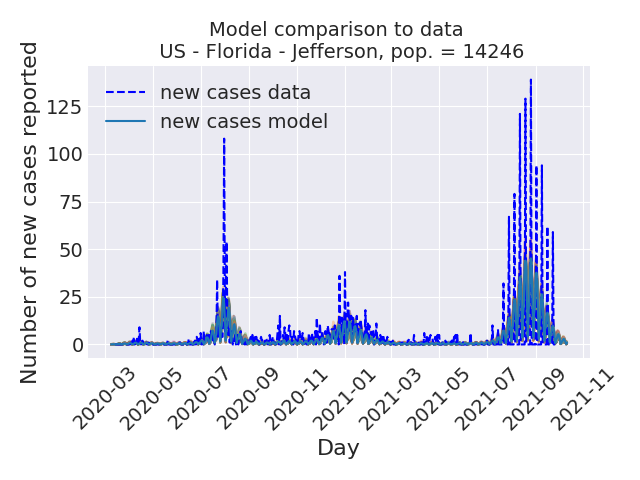 Model comparison to data
US - Florida - Jefferson, pop. = 14246
Number of new cases reported
new cases data
new cases model
125
100
75
50
25
0
2020-03
2020-05
2020-07
2020-09
2020-11
2021-01
2021-03
2021-05
2021-07
2021-09
2021-11
Day